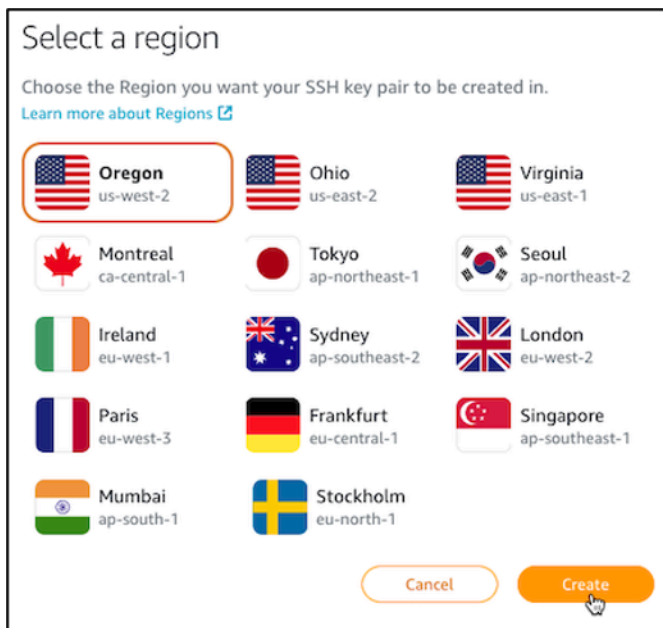 Select a region
Choose the Region you want your SSH key pair to be created in.
Learn more about Regions
Oregon
us-west-2
Ohio
us-east-2
Virginia
us-east-1
Montreal
ca-central-1
Tokyo
ap-northeast-1
Seoul
ap-northeast-2
Ireland
eu-west-1
Sydney
ap-southeast-2
London
eu-west-2
Paris
eu-west-3
Frankfurt
eu-central-1
Singapore
ap-southeast-1
Mumbai
ap-south-1
Stockholm
eu-north-1
Cancel
Create